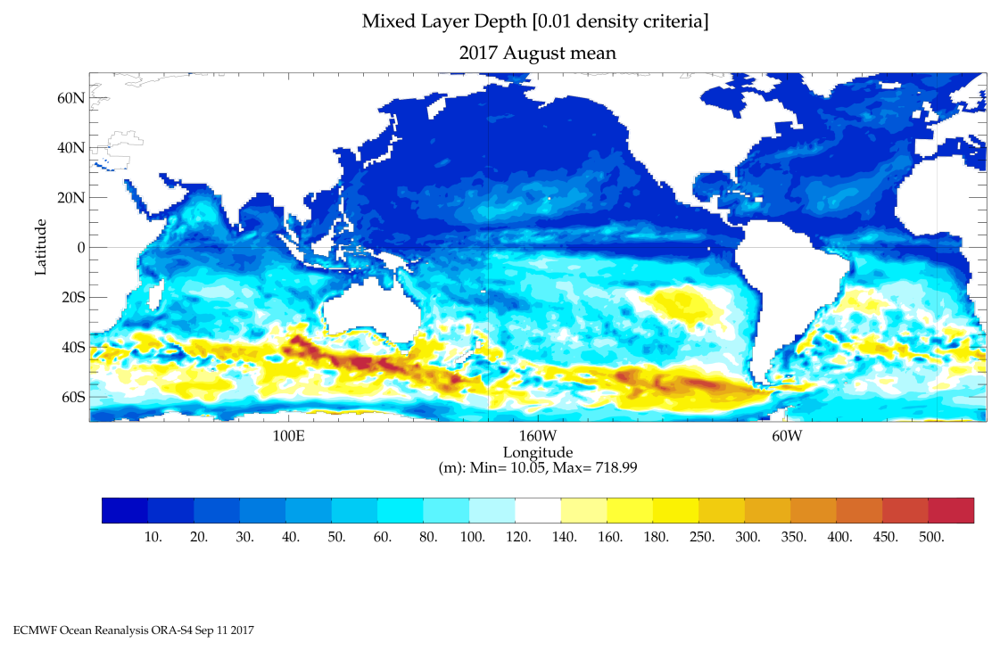 Mixed Layer Depth [0.01 density criteria]
2017 August mean
60N
40N
20N
0
20S
40S
60S
Latitude
100E 160W 60W
Longitude
(m): Min= 10.05, Max= 718.99
10. 20. 30. 40. 50. 60. 80. 100. 120. 140. 160. 180. 250. 300. 350. 400. 450. 500.
ECMWF Ocean Reanalysis ORA-S4 Sep 11 2017